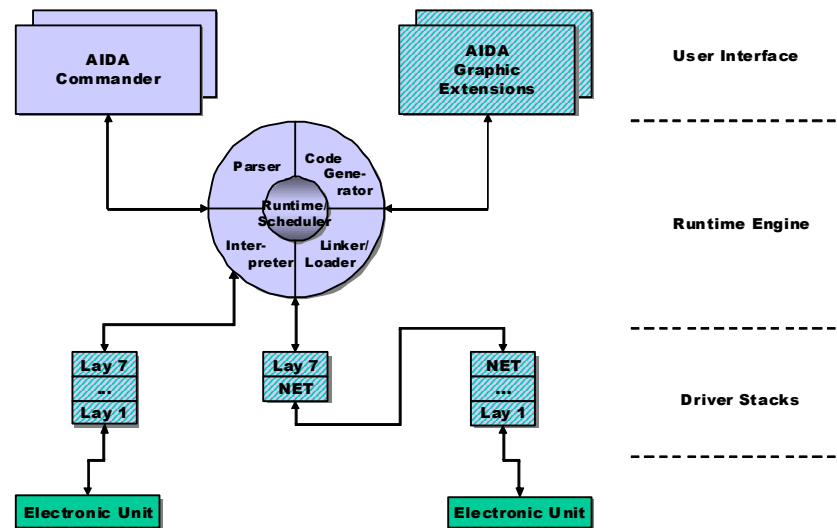 AIDA
Commander
AIDA
Graphic
Extensions
User Interface
Parser
Code
Gene-
rator
Runtime/
Scheduler
Inter-
preter
Linker/
Loader
Runtime Engine
Lay 7
...
Lay 1
Lay 7
NET
NET
...
Lay 1
Driver Stacks
Electronic Unit
Electronic Unit